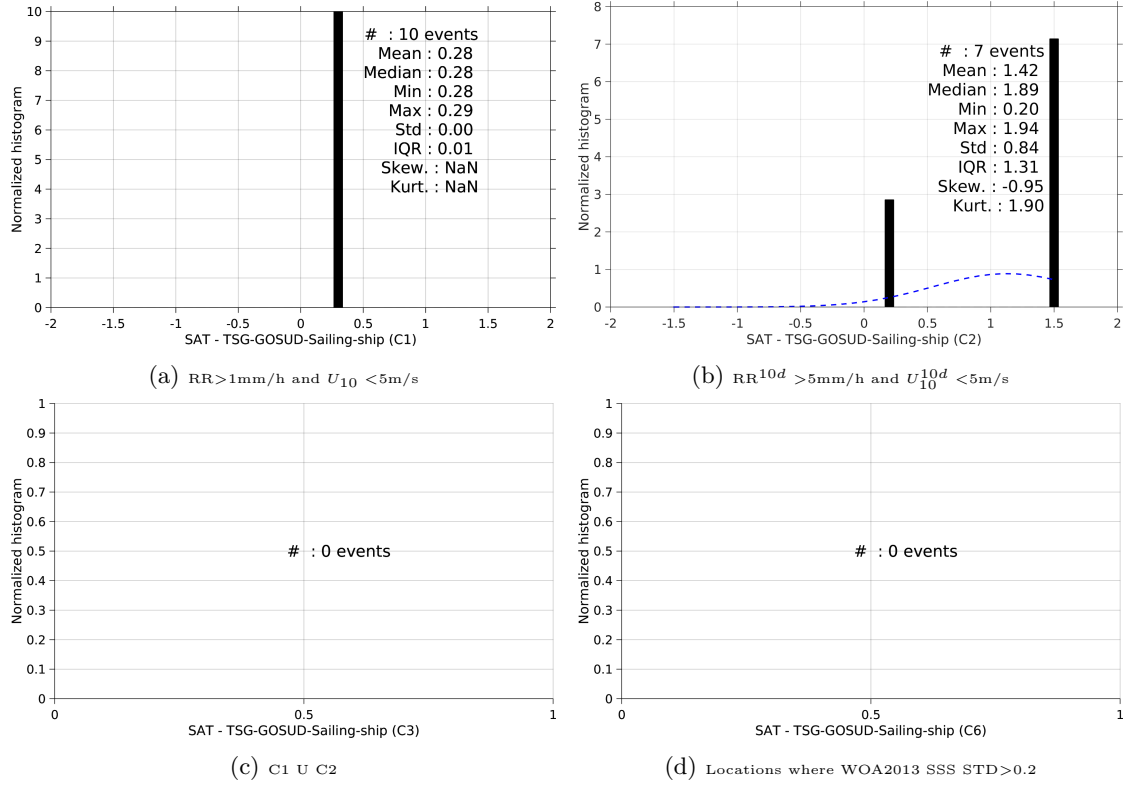 10
9
8
7
6
5
4
3
2
1
0
Normalized histogram
# : 10 events
Mean : 0.28
Median : 0.28
Min : 0.28
Max : 0.29
Std : 0.00
IQR : 0.01
Skew. : NaN
Kurt. : NaN
-2 -1.5 -1 -0.5 0 0.5 1 1.5 2
SAT - TSG-GOSUD-Sailing-ship (C1)
(a) RR>1mm/h and U10 <5m/s
8
7
6
5
4
3
2
1
0
Normalized histogram
# : 7 events
Mean : 1.42
Median : 1.89
Min : 0.20
Max : 1.94
Std : 0.84
IQR : 1.31
Skew. : -0.95
Kurt. : 1.90
-2 -1.5 -1 -0.5 0 0.5 1 1.5 2
SAT - TSG-GOSUD-Sailing-ship (C2)
(b) RR10d >5mm/h and U10d10 <5m/s
1
0.9
0.8
0.7
0.6
0.5
0.4
0.3
0.2
0.1
0
Normalized histogram
# : 0 events
0 0.5 1
SAT - TSG-GOSUD-Sailing-ship (C3)
(c) C1 U C2
1
0.9
0.8
0.7
0.6
0.5
0.4
0.3
0.2
0.1
0
Normalized histogram
# : 0 events
0 0.5 1
SAT - TSG-GOSUD-Sailing-ship (C6)
(d) Locations where WOA2013 SSS STD>0.2